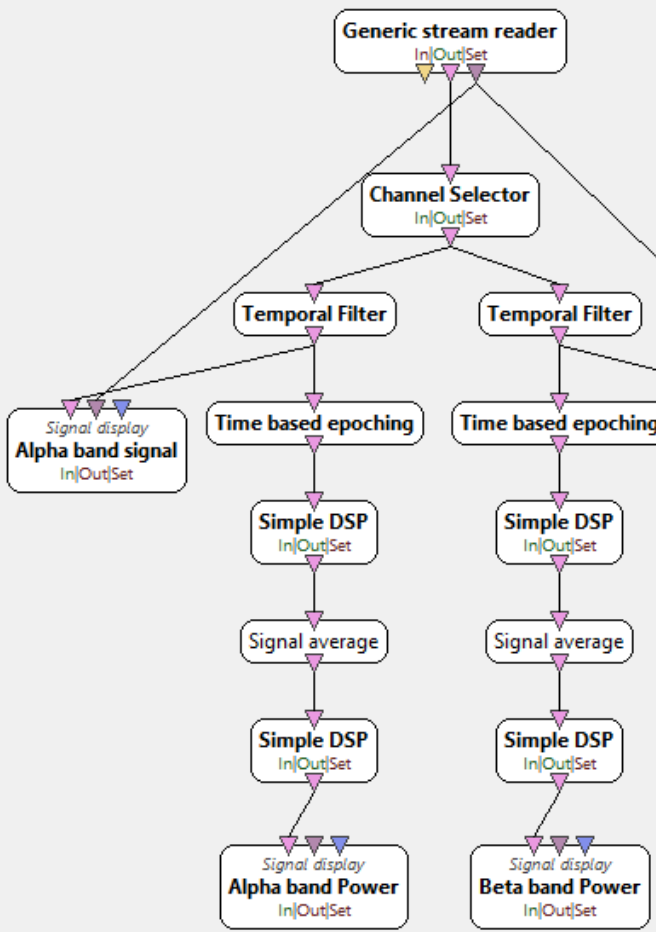 Generic stream reader
In|Out|Set
Channel Selector
In|Out|Set
Temporal Filter
Temporal Filter
Signal display
Alpha band signal
In|Out|Set
Time based epoching
Time based epoching
Simple DSP
In|Out|Set
Simple DSP
In|Out|Set
Signal average
Signal average
Simple DSP
In|Out|Set
Simple DSP
In|Out|Set
Signal display
Alpha band Power
In|Out|Set
Signal display
Beta band Power
In|Out|Set